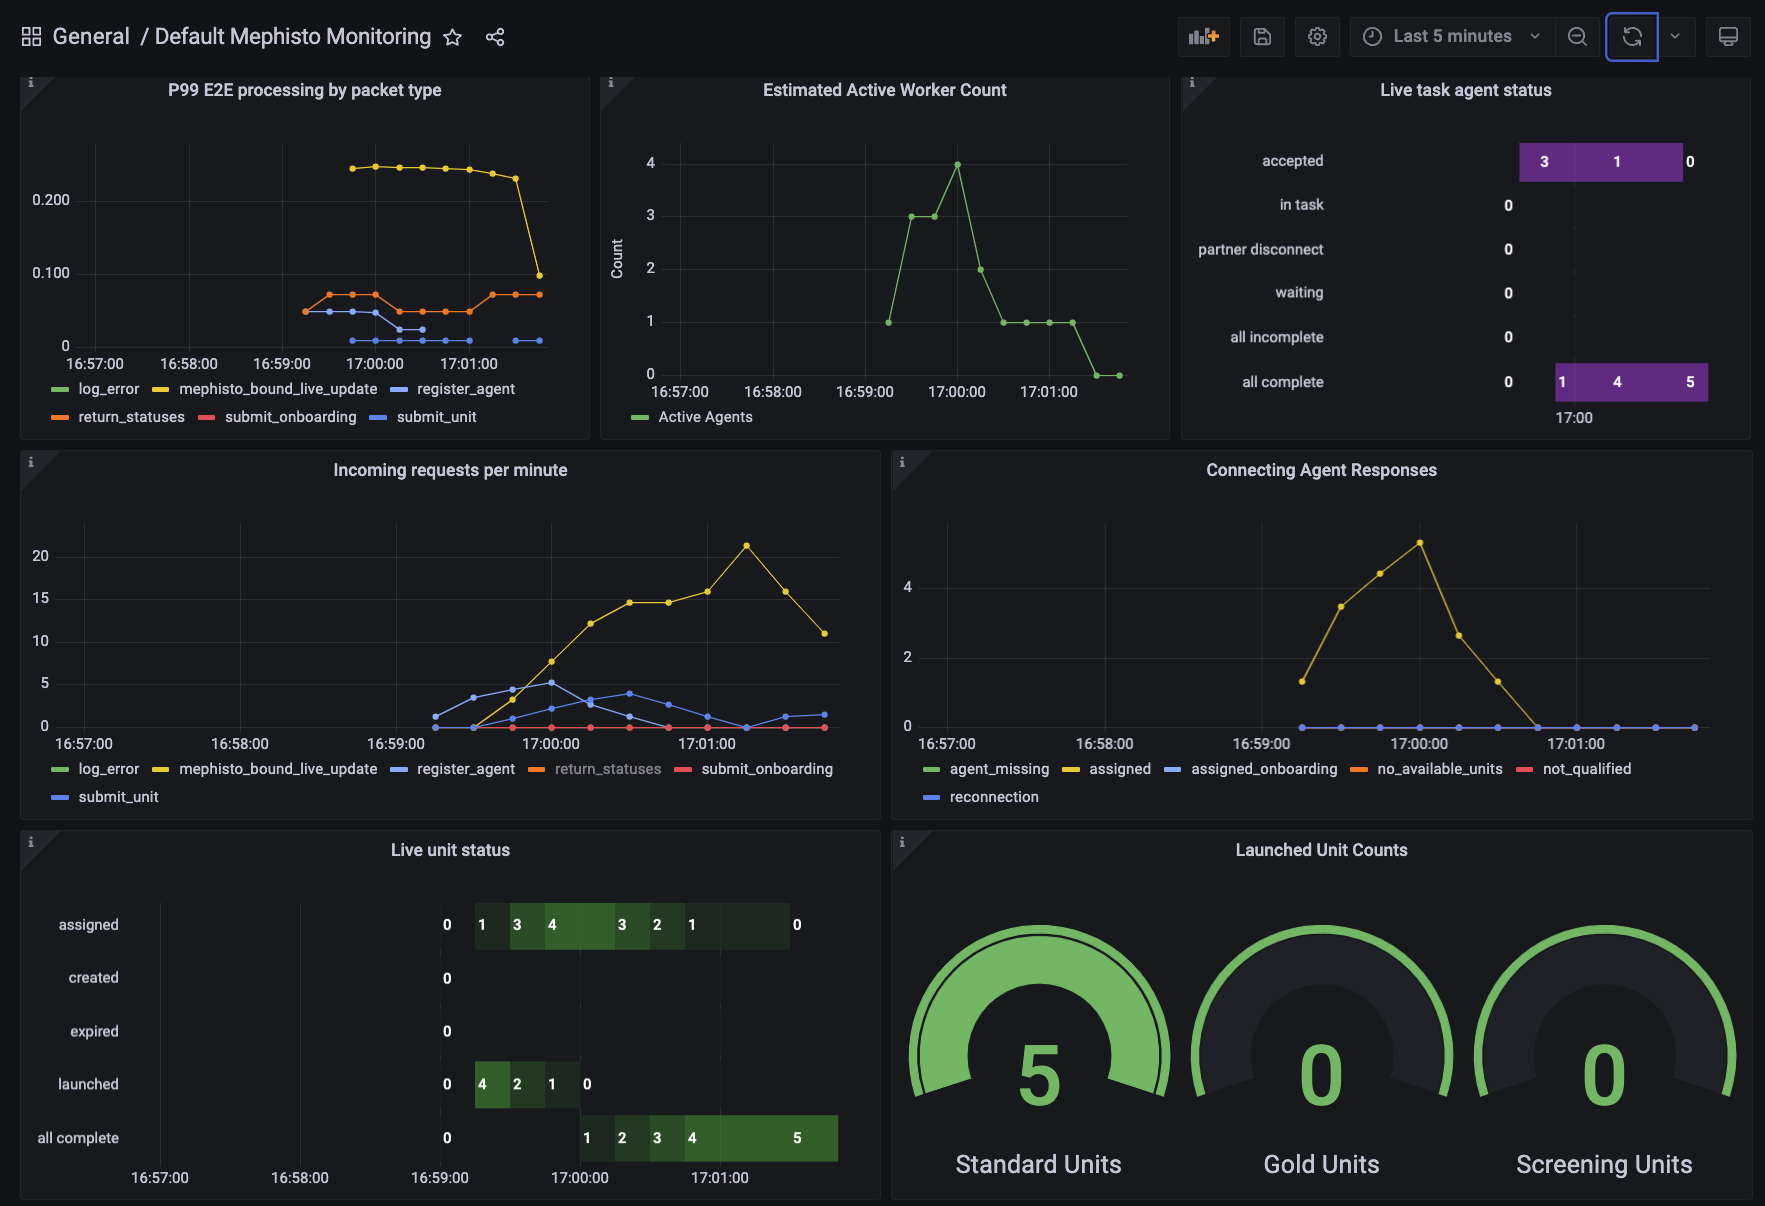 General / Default Mephisto Monitoring
Last 5 minutes
P99 E2E processing by packet type
0.200
0.100
0
16:57:00 16:58:00 16:59:00 17:00:00 17:01:00
log_error mephisto_bound_live_update register_agent
return_statuses submit_onboarding submit_unit
Estimated Active Worker Count
Count
4
3
2
1
0
16:57:00 16:58:00 16:59:00 17:00:00 17:01:00
Active Agents
Live task agent status
accepted 3 1 0
in task 0
partner disconnect 0
waiting 0
all incomplete 0
all complete 0 1 4 5
17:00
Incoming requests per minute
20
15
10
5
0
16:57:00 16:58:00 16:59:00 17:00:00 17:01:00
log_error mephisto_bound_live_update register_agent return_statuses submit_onboarding
submit_unit
Connecting Agent Responses
4
2
0
16:57:00 16:58:00 16:59:00 17:00:00 17:01:00
agent_missing assigned assigned_onboarding no_available_units not_qualified
reconnection
Live unit status
assigned 0 1 3 4 3 2 1 0
created 0
expired 0
launched 0 4 2 1 0
all complete 0 1 2 3 4 5
16:57:00 16:58:00 16:59:00 17:00:00 17:01:00
Launched Unit Counts
5 0 0
Standard Units Gold Units Screening Units